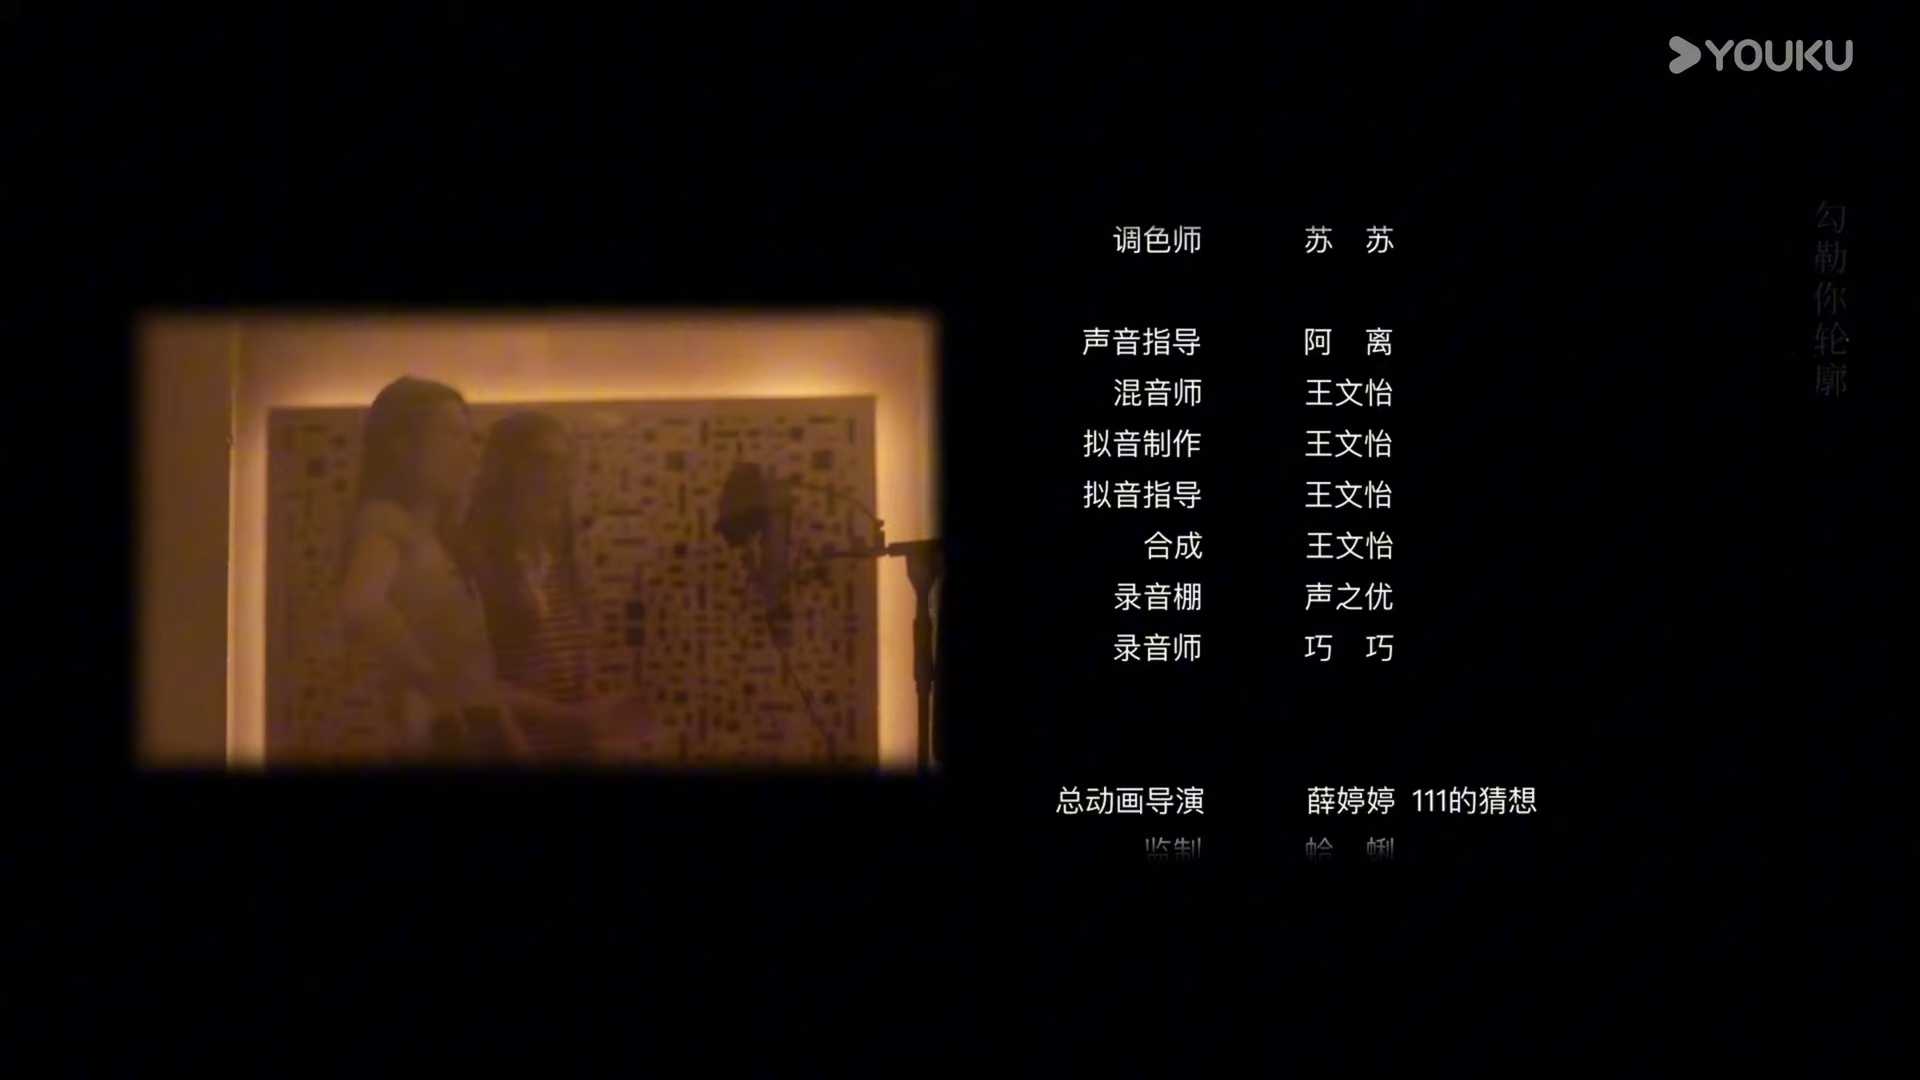 YOUKU
调色师 苏 苏
声音指导 阿 离
混音师 王文怡
拟音制作 王文怡
拟音指导 王文怡
合成 王文怡
录音棚 声之优
录音师 巧 巧
总动画导演 薛婷婷 111的猜想
监制 蛤 蜊
勾勒你轮廓